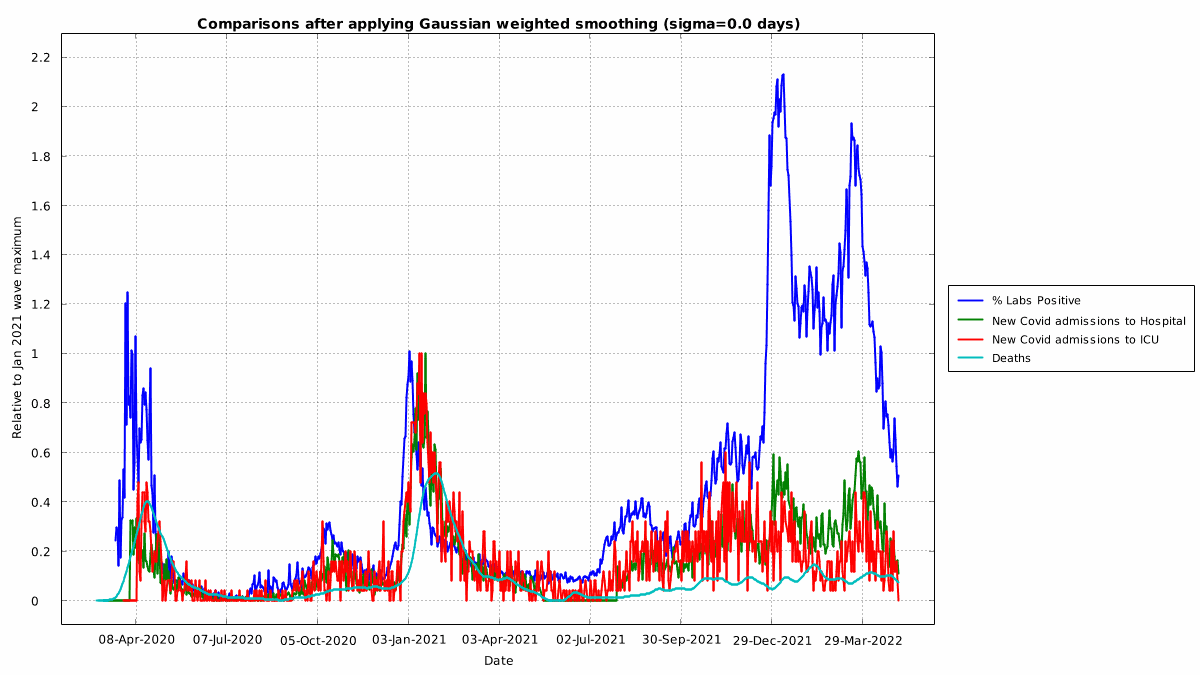 Comparisons after applying Gaussian weighted smoothing (sigma=0.0 days)
Relative to Jan 2021 wave maximum
2.2
2
1.8
1.6
1.4
1.2
1
0.8
0.6
0.4
0.2
0
08-Apr-2020 07-Jul-2020 05-Oct-2020 03-Jan-2021 03-Apr-2021 02-Jul-2021 30-Sep-2021 29-Dec-2021 29-Mar-2022
Date
% Labs Positive
New Covid admissions to Hospital
New Covid admissions to ICU
Deaths